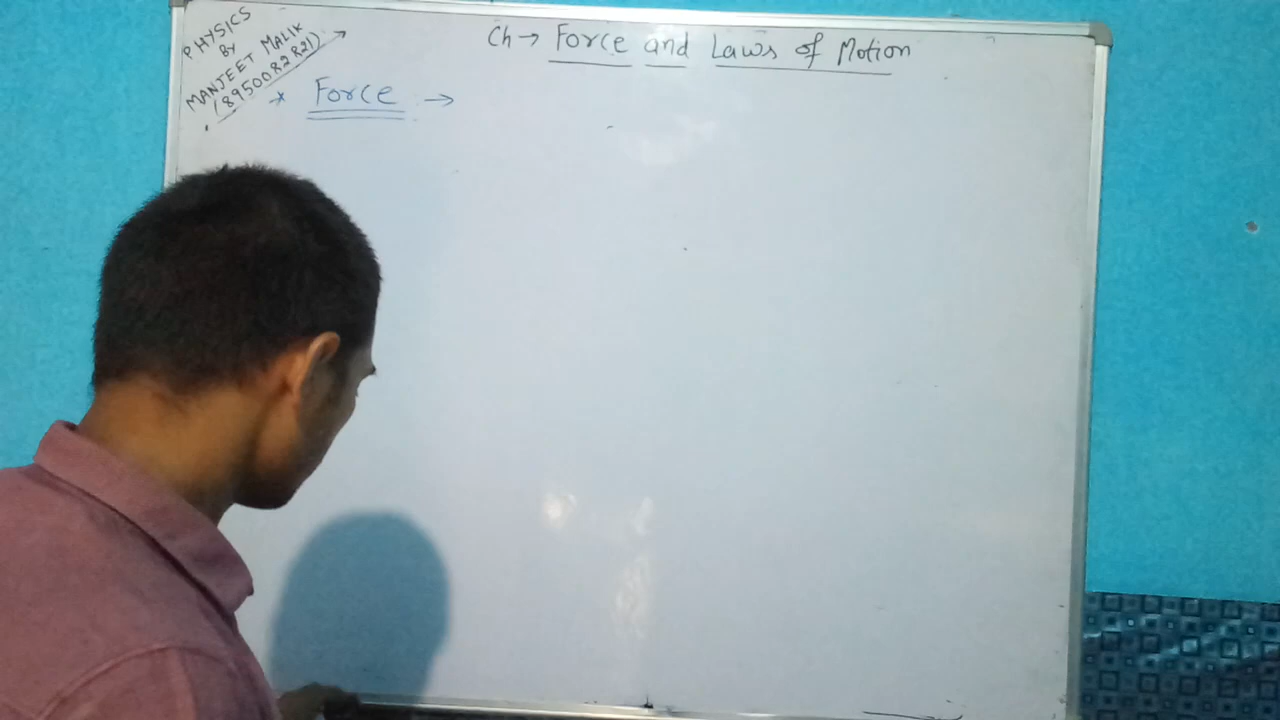 PHYSICS
By
MANJEET MALIK
(8950082821) →
Ch → Force and Laws of Motion
* Force →